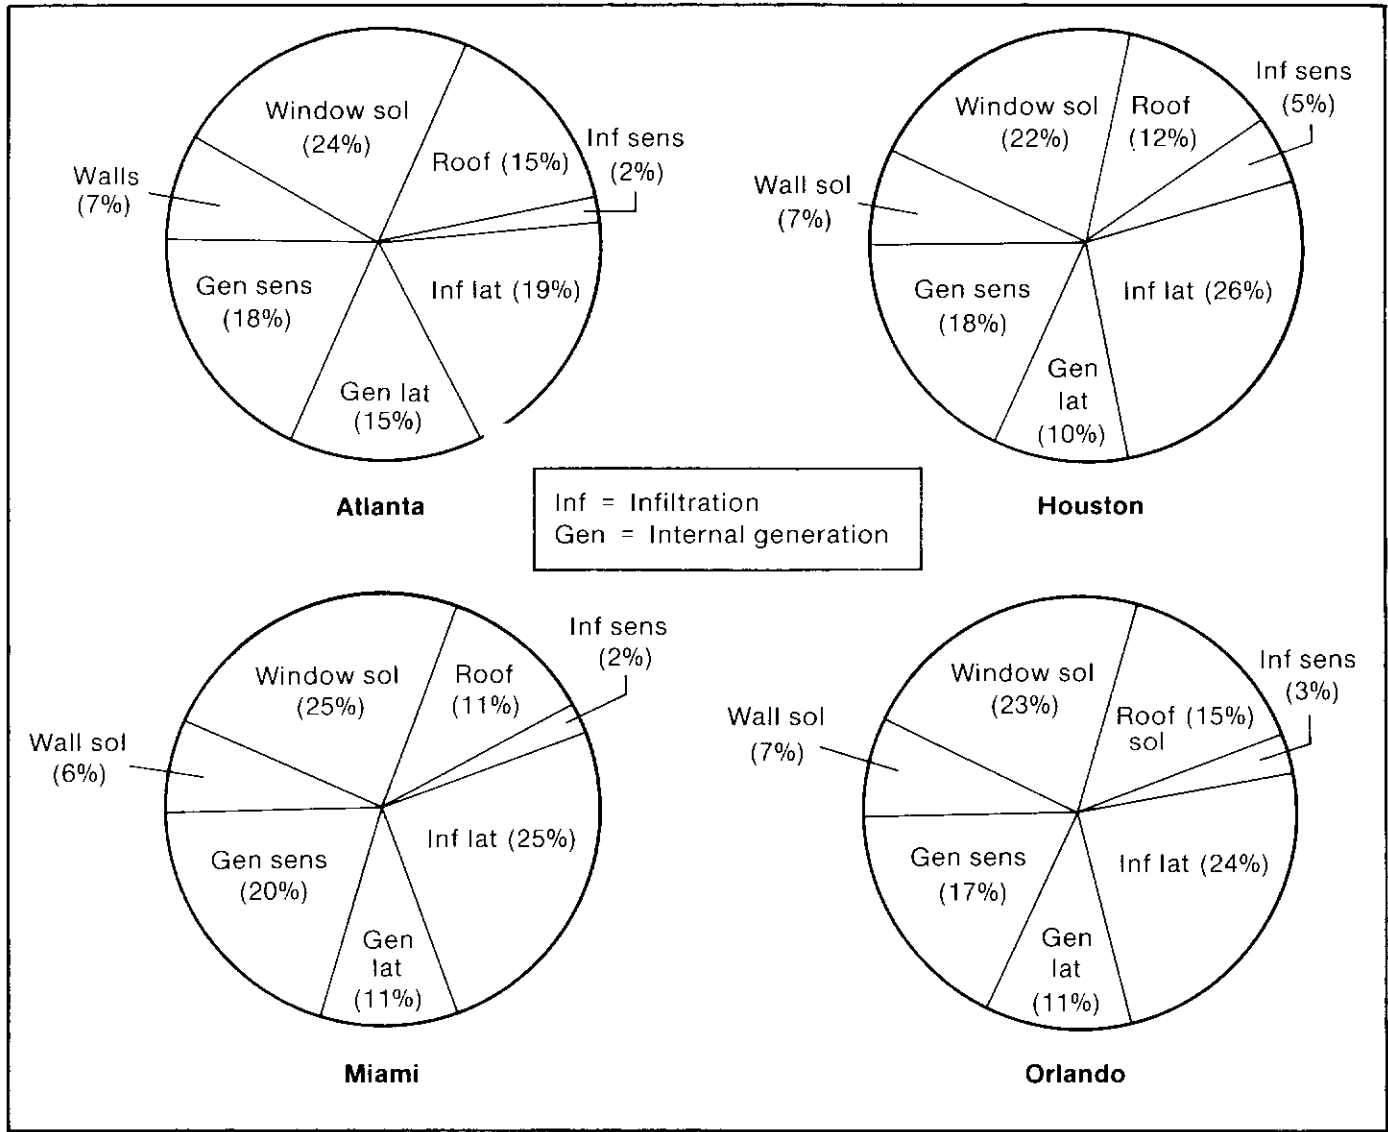 Window sol
(24%)
Roof (15%)
Inf sens
(2%)
Walls
(7%)
Gen sens
(18%)
Inf lat (19%)
Gen lat
(15%)
Atlanta
Window sol
(22%)
Roof
(12%)
Inf sens
(5%)
Wall sol
(7%)
Gen sens
(18%)
Inf lat (26%)
Gen
lat
(10%)
Houston
Inf = Infiltration
Gen = Internal generation
Window sol
(25%)
Roof
(11%)
Inf sens
(2%)
Wall sol
(6%)
Gen sens
(20%)
Inf lat (25%)
Gen
lat
(11%)
Miami
Window sol
(23%)
Roof (15%)
sol
Inf sens
(3%)
Wall sol
(7%)
Gen sens
(17%)
Inf lat (24%)
Gen
lat
(11%)
Orlando